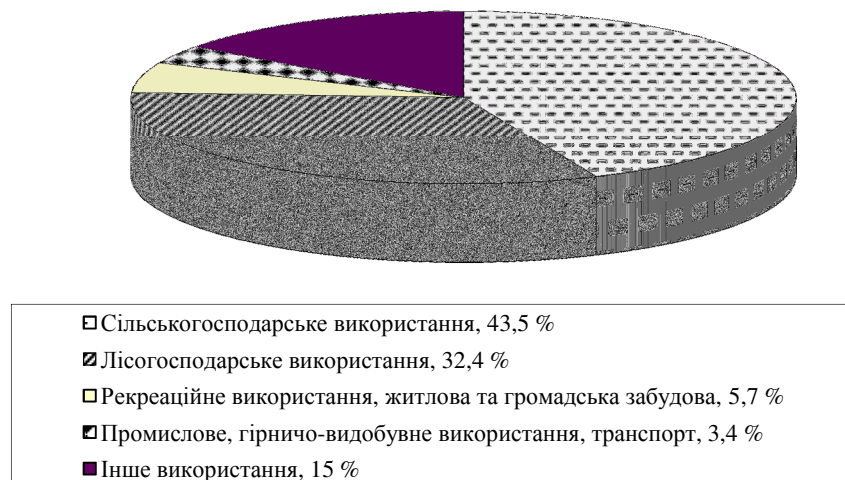 Сільськогосподарське використання, 43,5 %
Лісогосподарське використання, 32,4 %
Рекреаційне використання, житлова та громадська забудова, 5,7 %
Промислове, гірничо-видобувне використання, транспорт, 3,4 %
Інше використання, 15 %